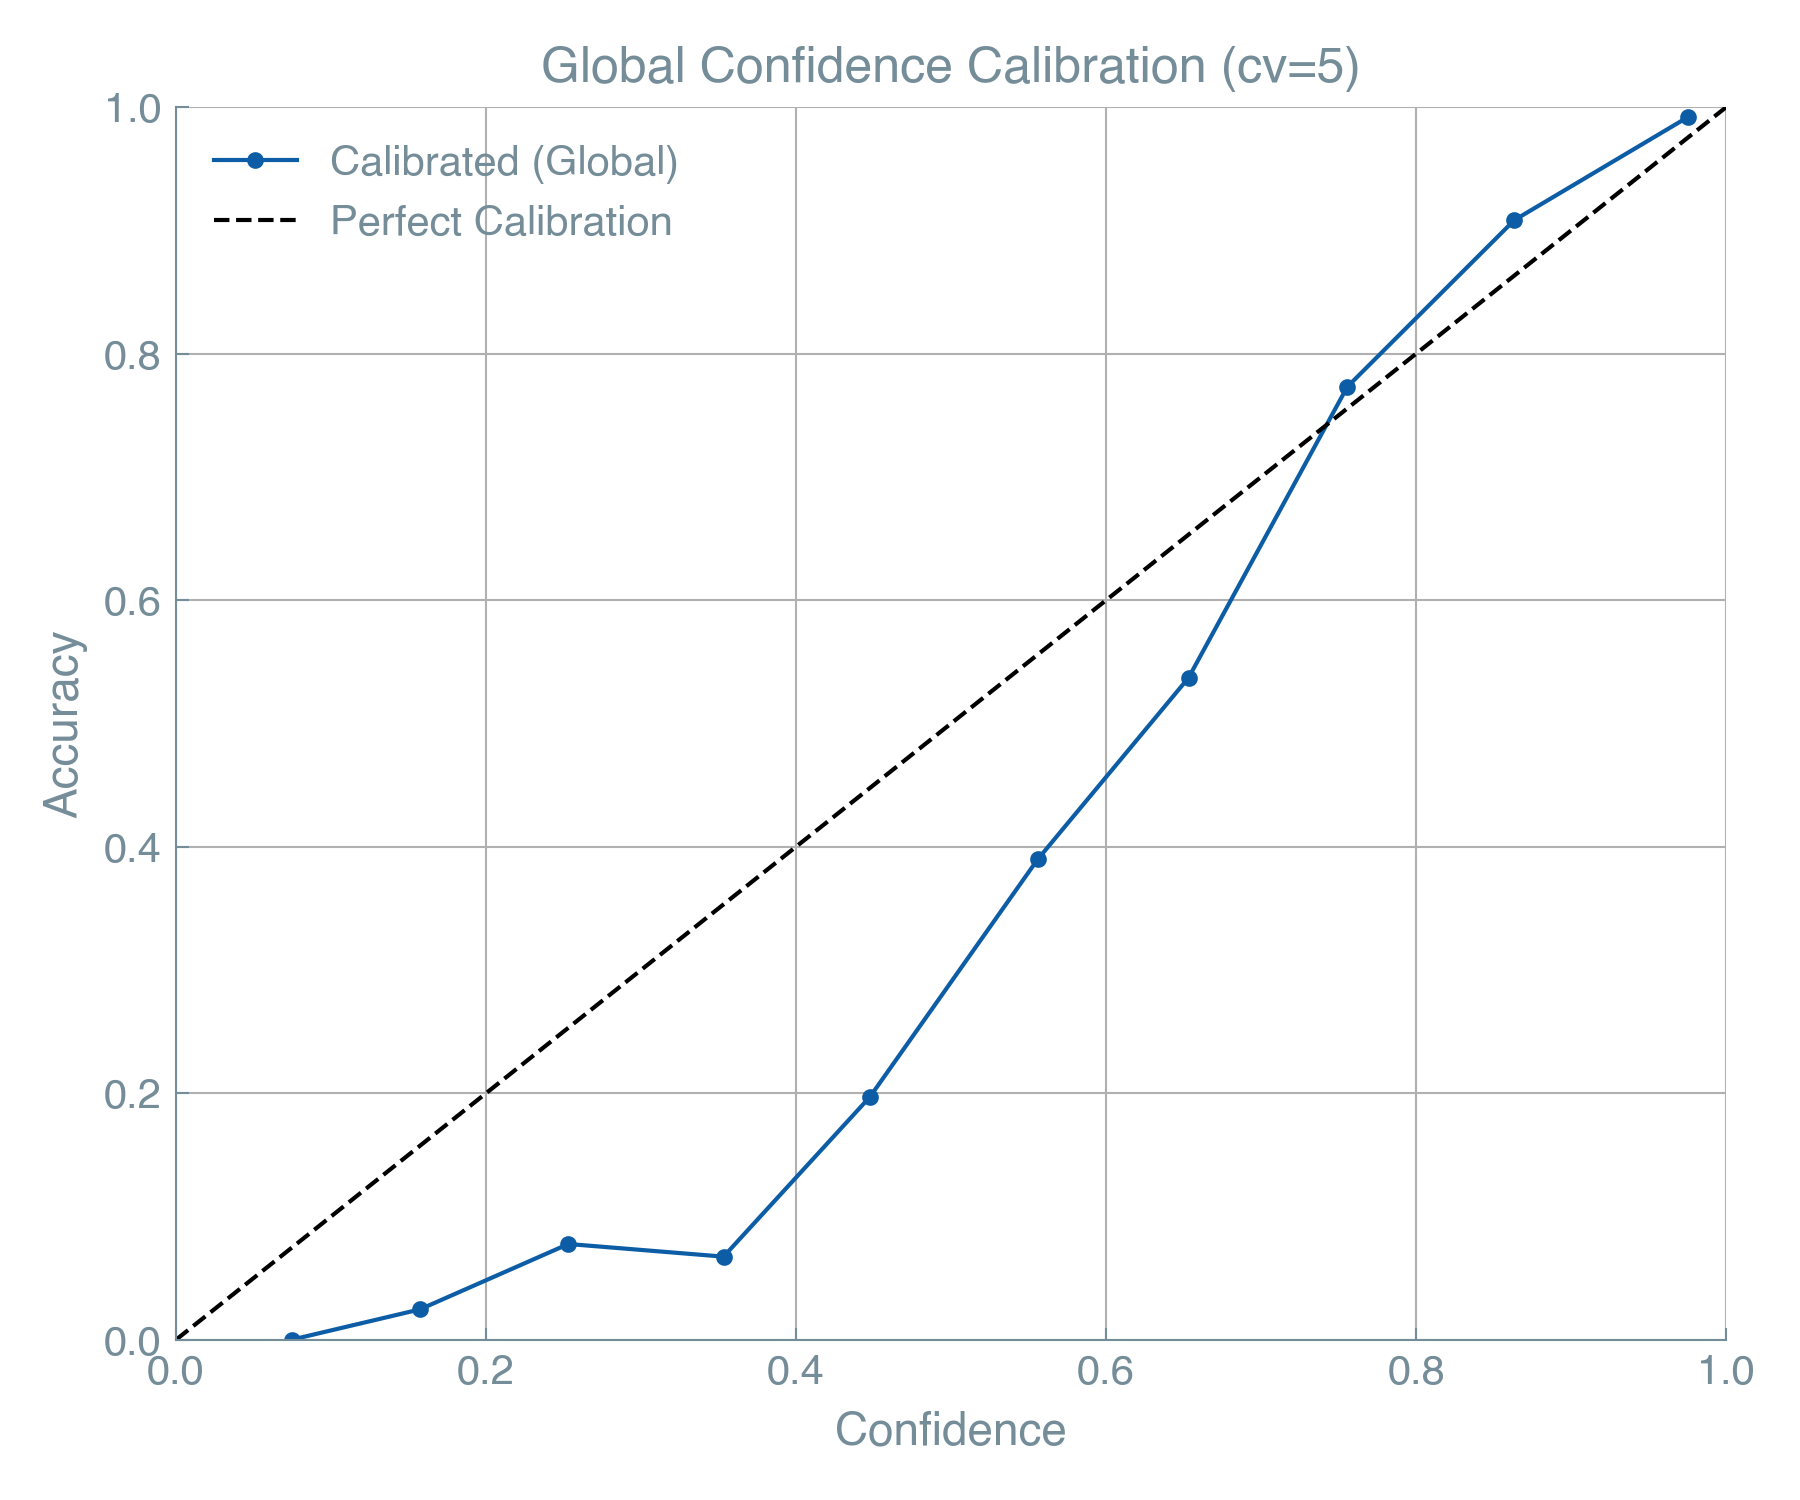 Global Confidence Calibration (cv=5)
Calibrated (Global)
Perfect Calibration
Accuracy
1.0
0.8
0.6
0.4
0.2
0.0
0.0 0.2 0.4 0.6 0.8 1.0
Confidence